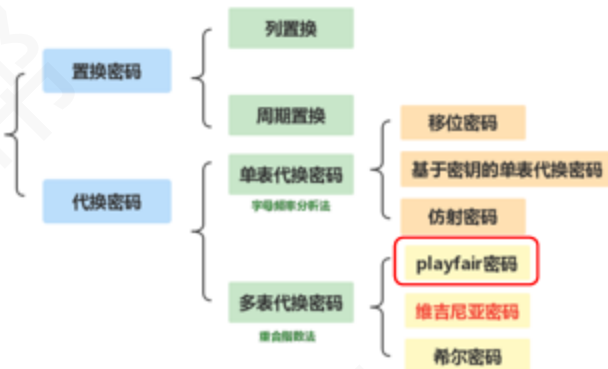 列置换
置换密码
周期置换
移位密码
单表代换密码
基于密钥的单表代换密码
字母频率分析法
代换密码
仿射密码
playfair密码
多表代换密码
维吉尼亚密码
重合指数法
希尔密码